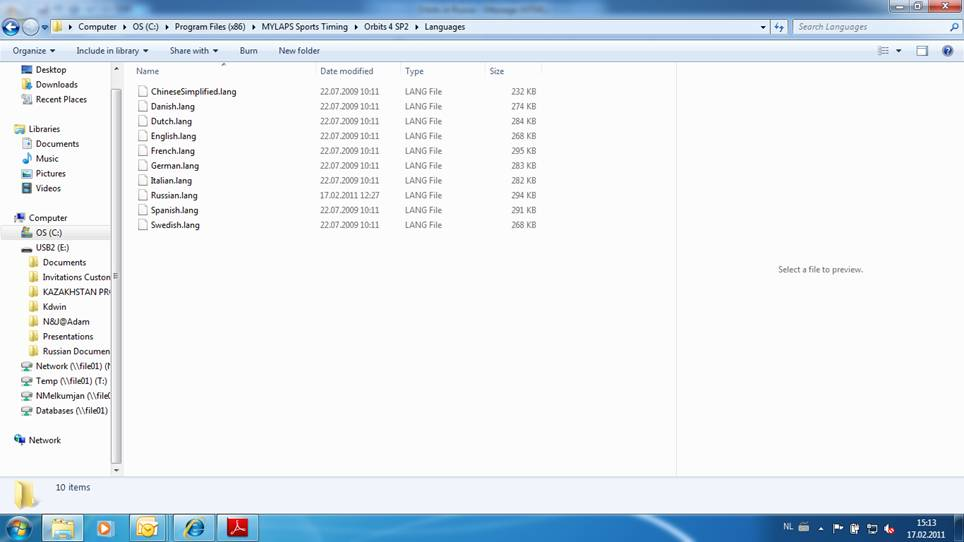 Computer ▸ OS (C:) ▸ Program Files (x86) ▸ MYLAPS Sports Timing ▸ Orbits 4 SP2 ▸ Languages
Search Languages
Organize Include in library Share with Burn New folder
Name Date modified Type Size
Desktop
Downloads
Recent Places
Libraries
Documents
Music
Pictures
Videos
Computer
OS (C:)
USB2 (E:)
Documents
Invitations Custom
KAZAKHSTAN PR
Kdwin
N&J@Adam
Presentations
Russian Documen
Network (\\file01) (N
Temp (\\file01) (T:)
NMelkumjan (\\file
Databases (\\file01)
Network
ChineseSimplified.lang 22.07.2009 10:11 LANG File 232 KB
Danish.lang 22.07.2009 10:11 LANG File 274 KB
Dutch.lang 22.07.2009 10:11 LANG File 284 KB
English.lang 22.07.2009 10:11 LANG File 268 KB
French.lang 22.07.2009 10:11 LANG File 295 KB
German.lang 22.07.2009 10:11 LANG File 283 KB
Italian.lang 22.07.2009 10:11 LANG File 282 KB
Russian.lang 17.02.2011 12:27 LANG File 294 KB
Spanish.lang 22.07.2009 10:11 LANG File 291 KB
Swedish.lang 22.07.2009 10:11 LANG File 268 KB
Select a file to preview.
10 items
NL
15:13
17.02.2011